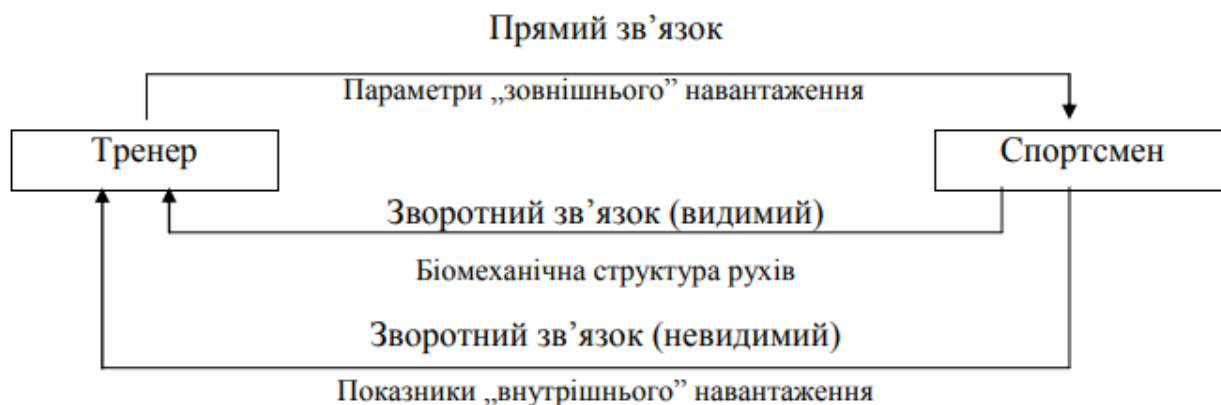 Прямий зв’язок
Параметри „зовнішнього” навантаження
Тренер
Спортсмен
Зворотний зв’язок (видимий)
Біомеханічна структура рухів
Зворотний зв’язок (невидимий)
Показники „внутрішнього” навантаження